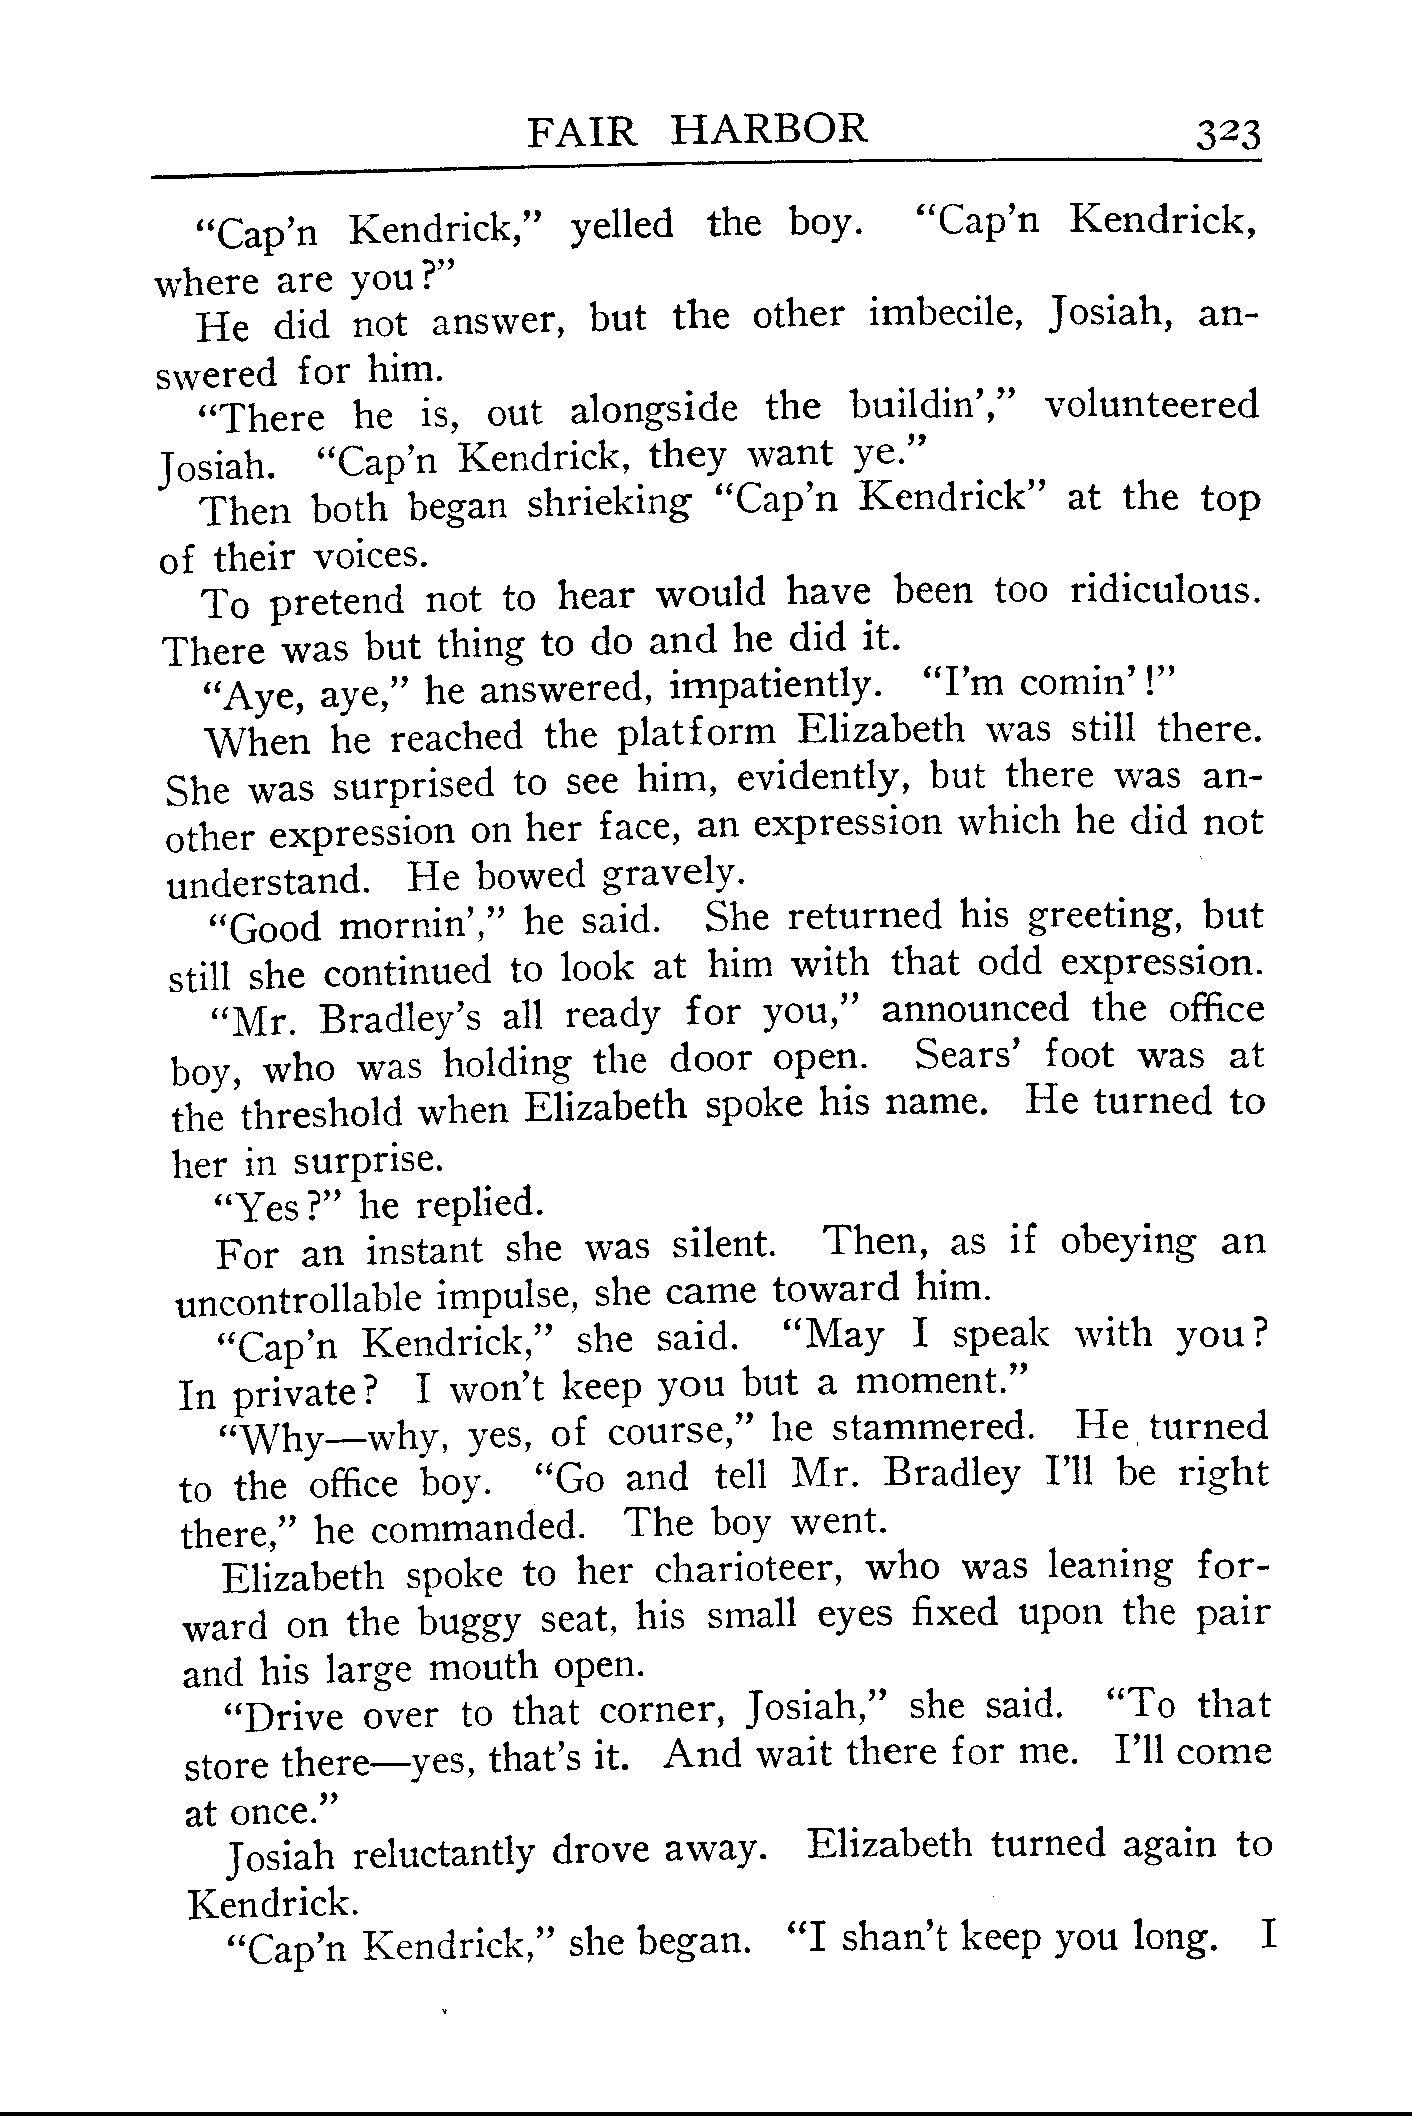 FAIR HARBOR 323
“Cap’n Kendrick,” yelled the boy. “Cap’n Kendrick,
where are you?”
He did not answer, but the other imbecile, Josiah, an-
swered for him.
“There he is, out alongside the buildin’,” volunteered
Josiah. “Cap’n Kendrick, they want ye.”
Then both began shrieking “Cap’n Kendrick” at the top
of their voices.
To pretend not to hear would have been too ridiculous.
There was but thing to do and he did it.
“Aye, aye,” he answered, impatiently. “I’m comin’!”
When he reached the platform Elizabeth was still there.
She was surprised to see him, evidently, but there was an-
other expression on her face, an expression which he did not
understand. He bowed gravely.
“Good mornin’,” he said. She returned his greeting, but
still she continued to look at him with that odd expression.
“Mr. Bradley’s all ready for you,” announced the office
boy, who was holding the door open. Sears’ foot was at
the threshold when Elizabeth spoke his name. He turned to
her in surprise.
“Yes?” he replied.
For an instant she was silent. Then, as if obeying an
uncontrollable impulse, she came toward him.
“Cap’n Kendrick,” she said. “May I speak with you?
In private? I won’t keep you but a moment.”
“Why—why, yes, of course,” he stammered. He turned
to the office boy. “Go and tell Mr. Bradley I’ll be right
there,” he commanded. The boy went.
Elizabeth spoke to her charioteer, who was leaning for-
ward on the buggy seat, his small eyes fixed upon the pair
and his large mouth open.
“Drive over to that corner, Josiah,” she said. “To that
store there—yes, that’s it. And wait there for me. I’ll come
at once.”
Josiah reluctantly drove away. Elizabeth turned again to
Kendrick.
“Cap’n Kendrick,” she began. “I shan’t keep you long. I